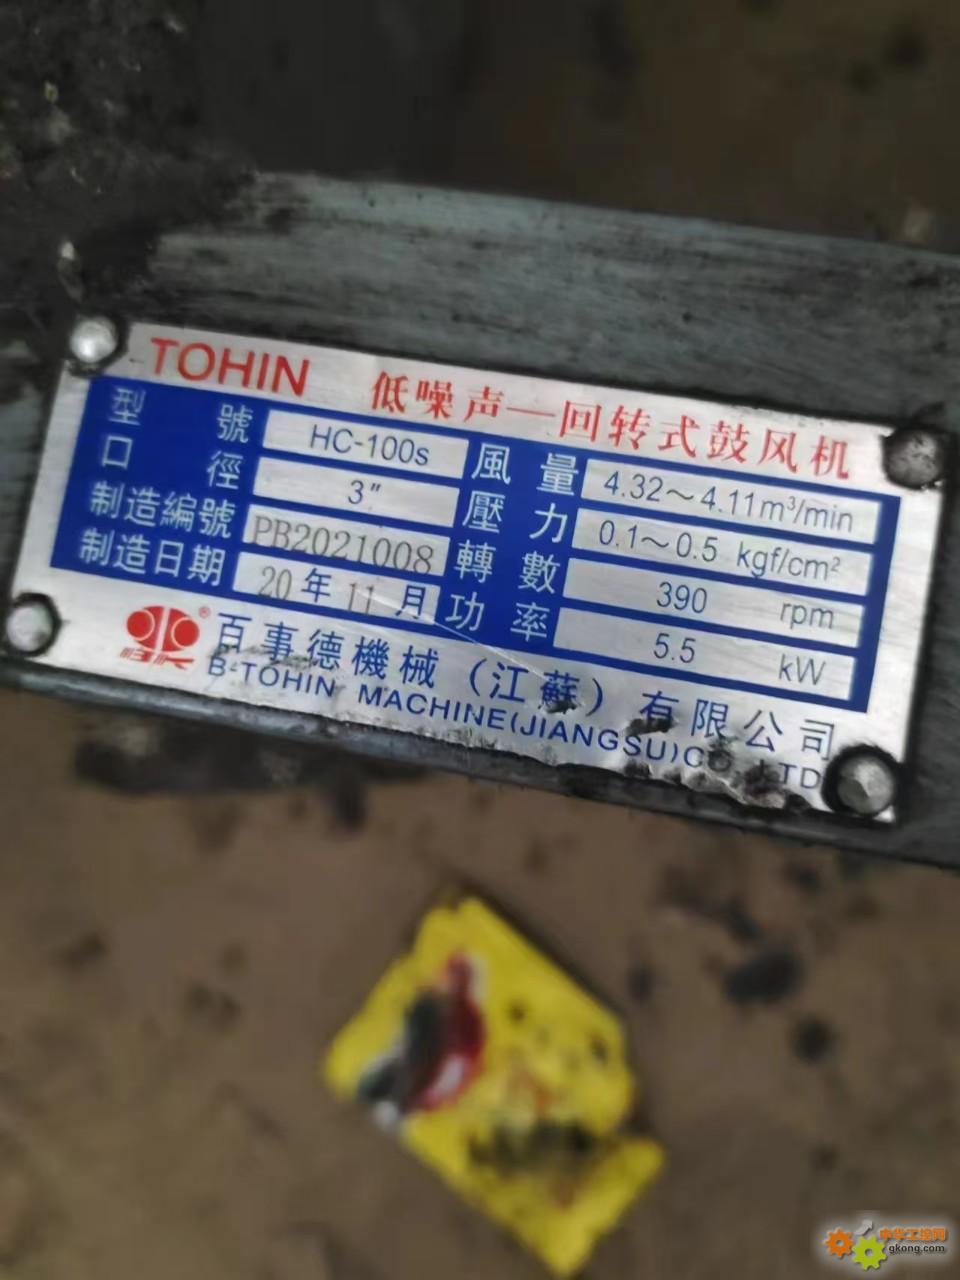 TOHIN 低噪声—回转式鼓风机
型號 HC-100s 風量 4.32～4.11m³/min
口徑 3" 壓力 0.1～0.5 kgf/cm²
制造編號 PB2021008 轉數 390 rpm
制造日期 20年11月 功率 5.5 kW
百事德機械（江蘇）有限公司
B-TOHIN MACHINE(JIANGSU)CO.,LTD
中华工控网
gkong.com